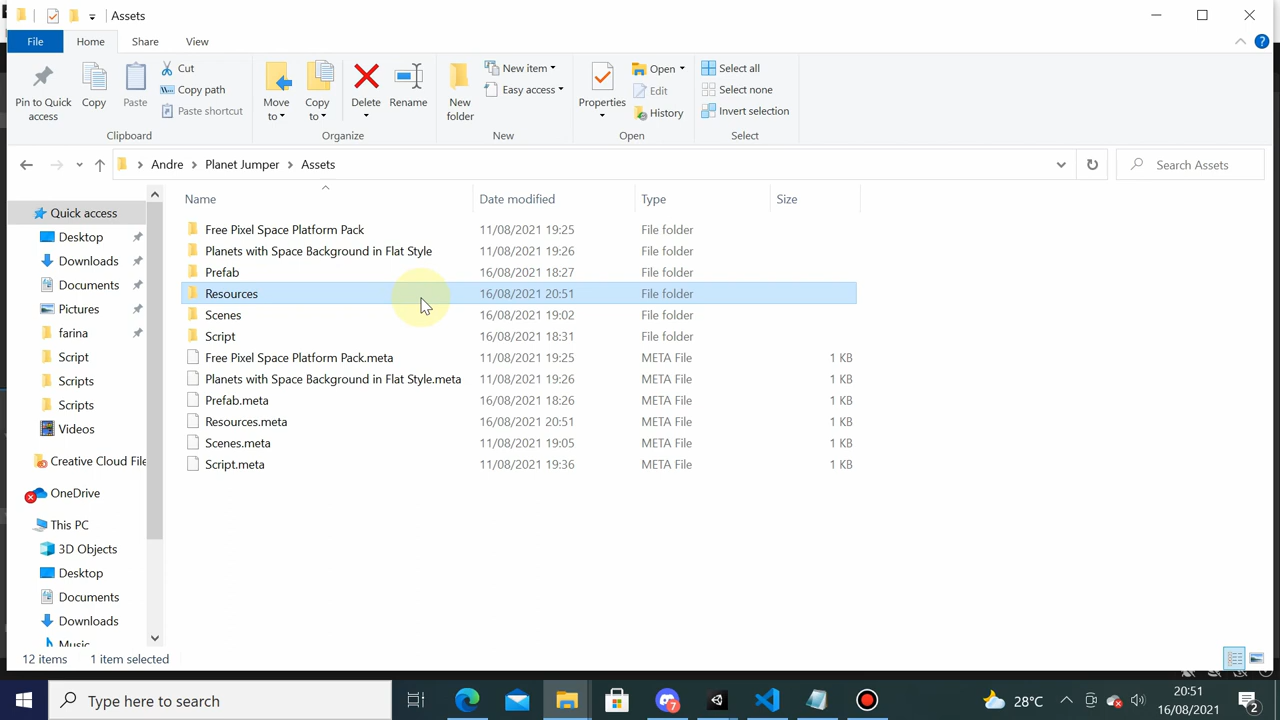 Assets
File
Home
Share
View
Pin to Quick access
Copy
Paste
Cut
Copy path
Paste shortcut
Clipboard
Move to
Copy to
Delete
Rename
Organize
New folder
New item
Easy access
New
Properties
Open
Edit
History
Open
Select all
Select none
Invert selection
Select
Andre
Planet Jumper
Assets
Search Assets
Name
Date modified
Type
Size
Free Pixel Space Platform Pack 11/08/2021 19:25 File folder
Planets with Space Background in Flat Style 11/08/2021 19:26 File folder
Prefab 16/08/2021 18:27 File folder
Resources 16/08/2021 20:51 File folder
Scenes 16/08/2021 19:02 File folder
Script 16/08/2021 18:31 File folder
Free Pixel Space Platform Pack.meta 11/08/2021 19:25 META File 1 KB
Planets with Space Background in Flat Style.meta 11/08/2021 19:26 META File 1 KB
Prefab.meta 16/08/2021 18:26 META File 1 KB
Resources.meta 16/08/2021 20:51 META File 1 KB
Scenes.meta 11/08/2021 19:05 META File 1 KB
Script.meta 11/08/2021 19:36 META File 1 KB
Quick access
Desktop
Downloads
Documents
Pictures
farina
Script
Scripts
Scripts
Videos
Creative Cloud File
OneDrive
This PC
3D Objects
Desktop
Documents
Downloads
Music
12 items
1 item selected
Type here to search
7
28°C
20:51
16/08/2021
2